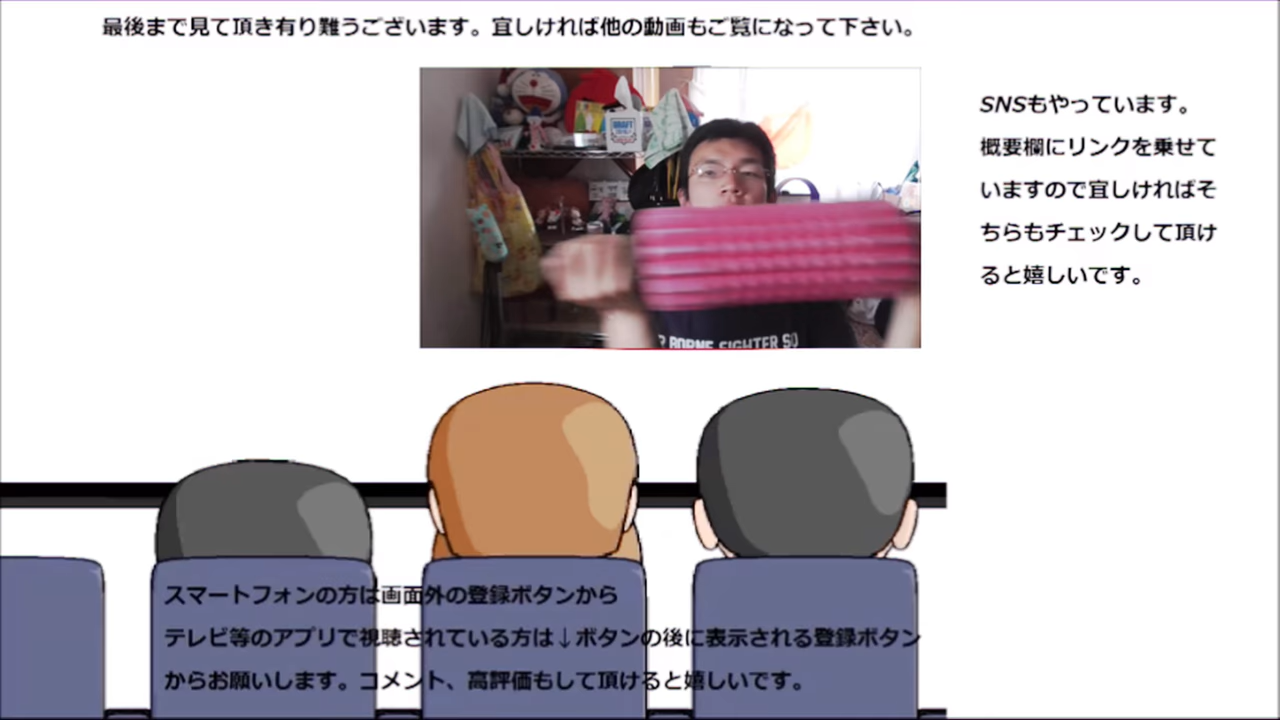 最後まで見て頂き有り難うございます。宜しければ他の動画もご覧になって下さい。
SNSもやっています。
概要欄にリンクを乗せて
いますので宜しければそ
ちらもチェックして頂け
ると嬉しいです。
DRAFT
BORNE FIGHTER SQ
スマートフォンの方は画面外の登録ボタンから
テレビ等のアプリで視聴されている方は↓ボタンの後に表示される登録ボタン
からお願いします。コメント、高評価もして頂けると嬉しいです。